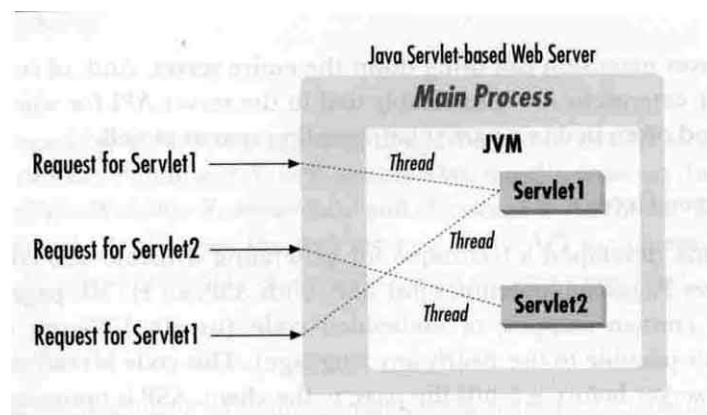 Java Servlet-based Web Server
Main Process
JVM
Request for Servlet1
Thread
Servlet1
Thread
Request for Servlet2
Thread
Servlet2
Request for Servlet1